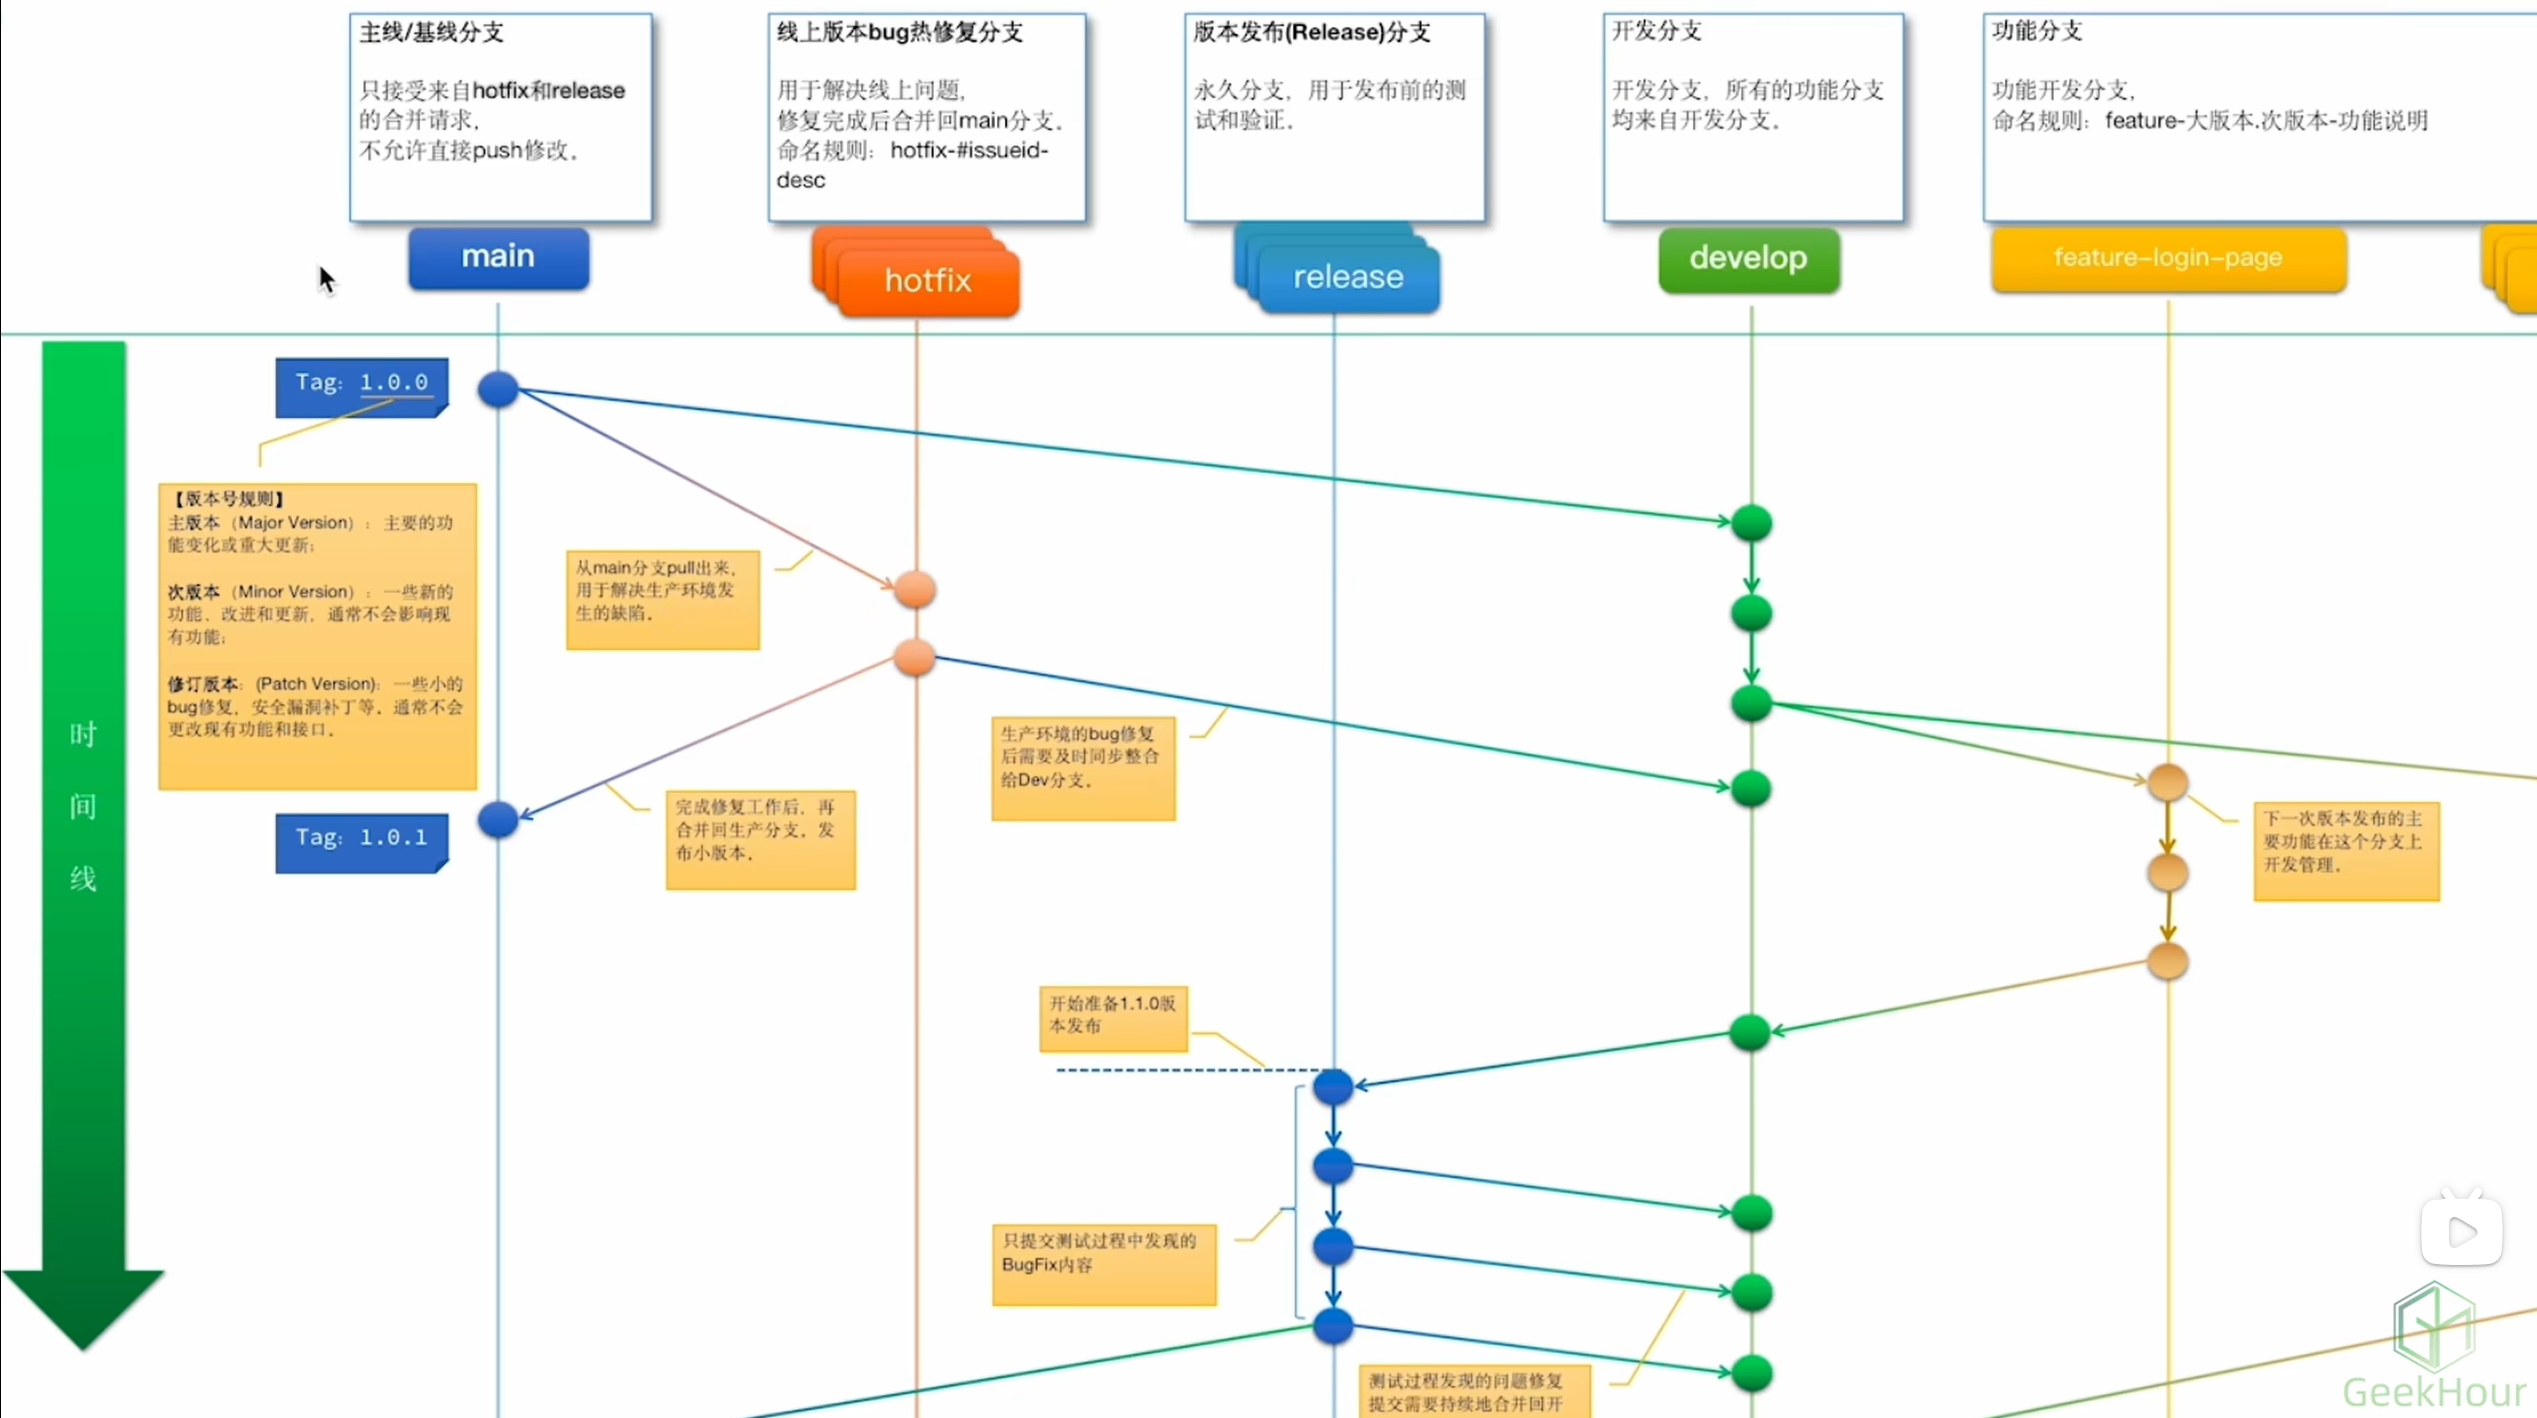 主线/基线分支
只接受来自hotfix和release
的合并请求，
不允许直接push修改。
线上版本bug热修复分支
用于解决线上问题，
修复完成后合并回main分支。
命名规则：hotfix-#issueid-
desc
版本发布(Release)分支
永久分支，用于发布前的测
试和验证。
开发分支
开发分支，所有的功能分支
均来自开发分支。
功能分支
功能开发分支，
命名规则：feature-大版本.次版本-功能说明
main
hotfix
release
develop
feature-login-page
Tag: 1.0.0
【版本号规则】
主版本（Major Version）：主要的功
能变化或重大更新；
次版本（Minor Version）：一些新的
功能、改进和更新，通常不会影响现
有功能；
修订版本：(Patch Version)：一些小的
bug修复，安全漏洞补丁等。通常不会
更改现有功能和接口。
从main分支pull出来，
用于解决生产环境发
生的缺陷。
生产环境的bug修复
后需要及时同步整合
给Dev分支。
完成修复工作后，再
合并回生产分支，发
布小版本。
Tag: 1.0.1
下一次版本发布的主
要功能在这个分支上
开发管理。
时
间
线
开始准备1.1.0版
本发布
只提交测试过程中发现的
BugFix内容
测试过程发现的问题修复
提交需要持续地合并回开
GeekHour